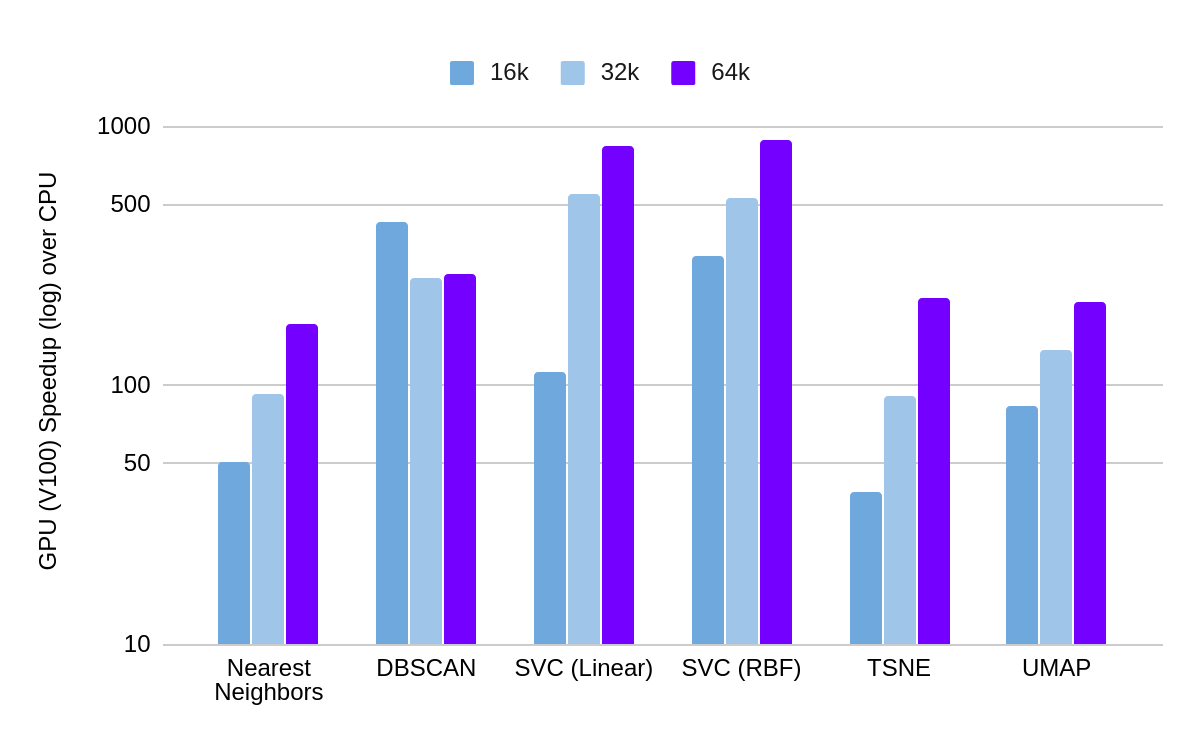 16k 32k 64k
GPU (V100) Speedup (log) over CPU
1000
500
100
50
10
Nearest Neighbors
DBSCAN
SVC (Linear)
SVC (RBF)
TSNE
UMAP